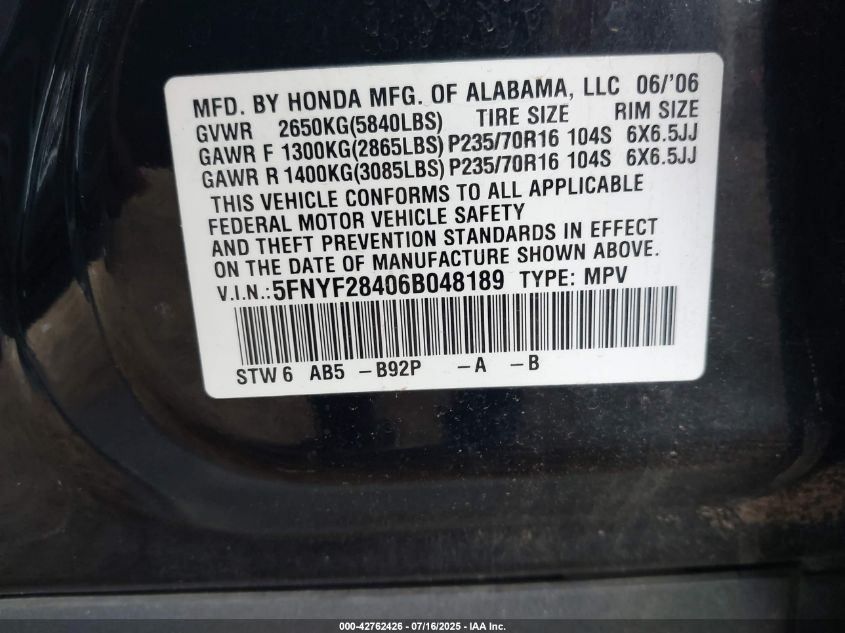 MFD. BY HONDA MFG. OF ALABAMA, LLC 06/'06
GVWR 2650KG(5840LBS) TIRE SIZE RIM SIZE
GAWR F 1300KG(2865LBS) P235/70R16 104S 6X6.5JJ
GAWR R 1400KG(3085LBS) P235/70R16 104S 6X6.5JJ
THIS VEHICLE CONFORMS TO ALL APPLICABLE
FEDERAL MOTOR VEHICLE SAFETY
AND THEFT PREVENTION STANDARDS IN EFFECT
ON THE DATE OF MANUFACTURE SHOWN ABOVE.
V.I.N.:5FNYF28406B048189 TYPE: MPV
STW 6 AB5 -B92P -A -B
000-42762426 - 07/16/2025 - IAA Inc.